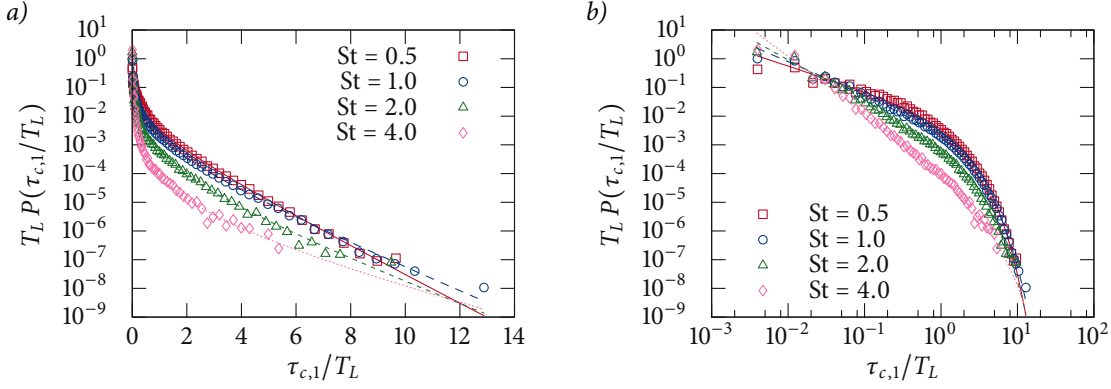 a)
T_L P(τ_{c,1}/T_L)
10^1
10^0
10^{-1}
10^{-2}
10^{-3}
10^{-4}
10^{-5}
10^{-6}
10^{-7}
10^{-8}
10^{-9}
St = 0.5
St = 1.0
St = 2.0
St = 4.0
0 2 4 6 8 10 12 14
τ_{c,1}/T_L
b)
T_L P(τ_{c,1}/T_L)
10^1
10^0
10^{-1}
10^{-2}
10^{-3}
10^{-4}
10^{-5}
10^{-6}
10^{-7}
10^{-8}
10^{-9}
St = 0.5
St = 1.0
St = 2.0
St = 4.0
10^{-3} 10^{-2} 10^{-1} 10^0 10^1 10^2
τ_{c,1}/T_L